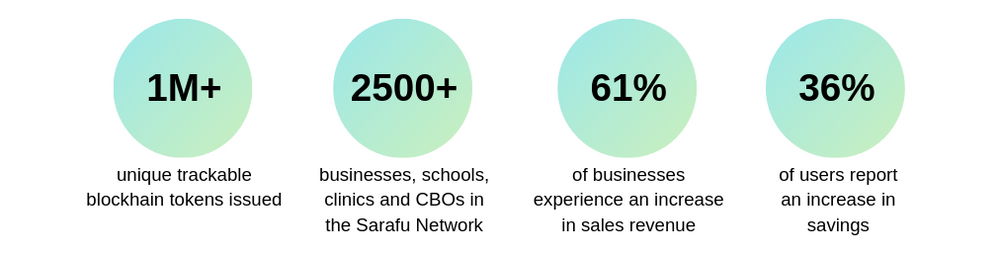 1M+
unique trackable
blockhain tokens issued
2500+
businesses, schools,
clinics and CBOs in
the Sarafu Network
61%
of businesses
experience an increase
in sales revenue
36%
of users report
an increase in
savings